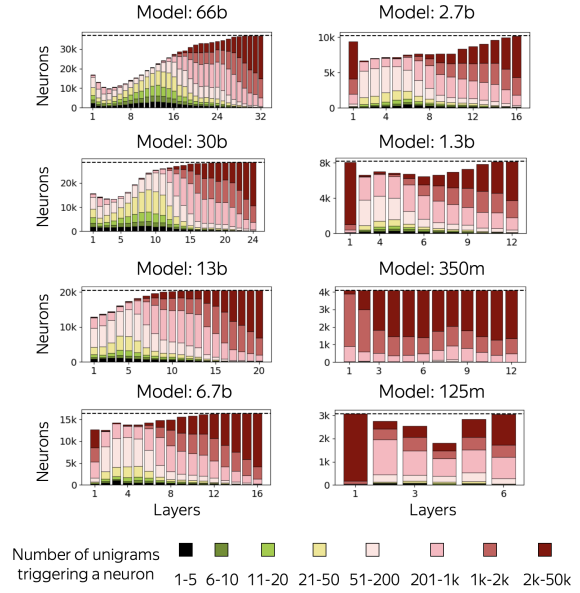 Model: 66b
Model: 2.7b
Neurons
30k
20k
10k
0
1
8
16
24
32
10k
5k
0
1
4
8
12
16
Model: 30b
Model: 1.3b
Neurons
20k
10k
0
1
5
10
15
20
24
8k
4k
0
1
3
6
9
12
Model: 13b
Model: 350m
Neurons
20k
10k
0
1
5
10
15
20
4k
3k
2k
1k
0
1
3
6
9
12
Model: 6.7b
Model: 125m
Neurons
15k
10k
5k
0
1
4
8
12
16
3k
2k
1k
0
1
3
6
Layers
Layers
Number of unigrams
triggering a neuron
1-5 6-10 11-20 21-50 51-200 201-1k 1k-2k 2k-50k